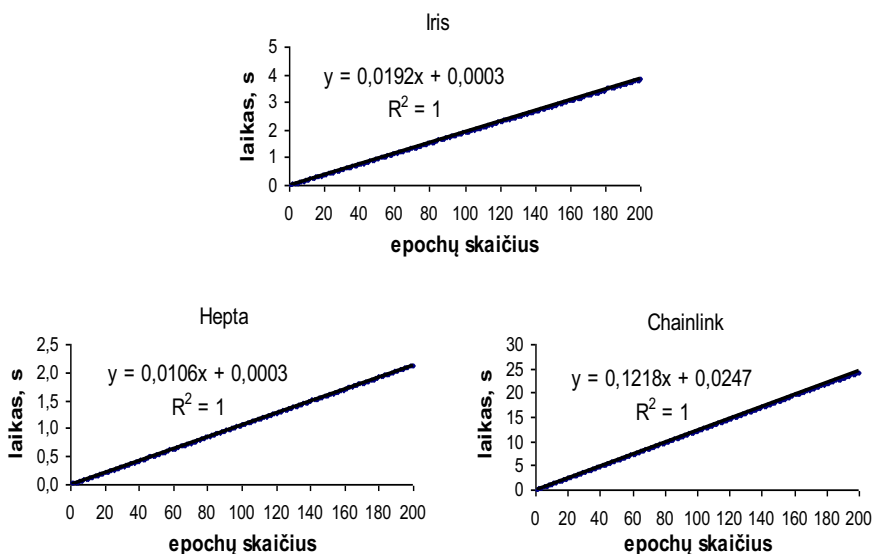 Iris
y = 0,0192x + 0,0003
R² = 1
laikas, s
5
4
3
2
1
0
0 20 40 60 80 100 120 140 160 180 200
epochų skaičius
Hepta
y = 0,0106x + 0,0003
R² = 1
laikas, s
2,5
2,0
1,5
1,0
0,5
0,0
0 20 40 60 80 100 120 140 160 180 200
epochų skaičius
Chainlink
y = 0,1218x + 0,0247
R² = 1
laikas, s
30
25
20
15
10
5
0
0 20 40 60 80 100 120 140 160 180 200
epochų skaičius